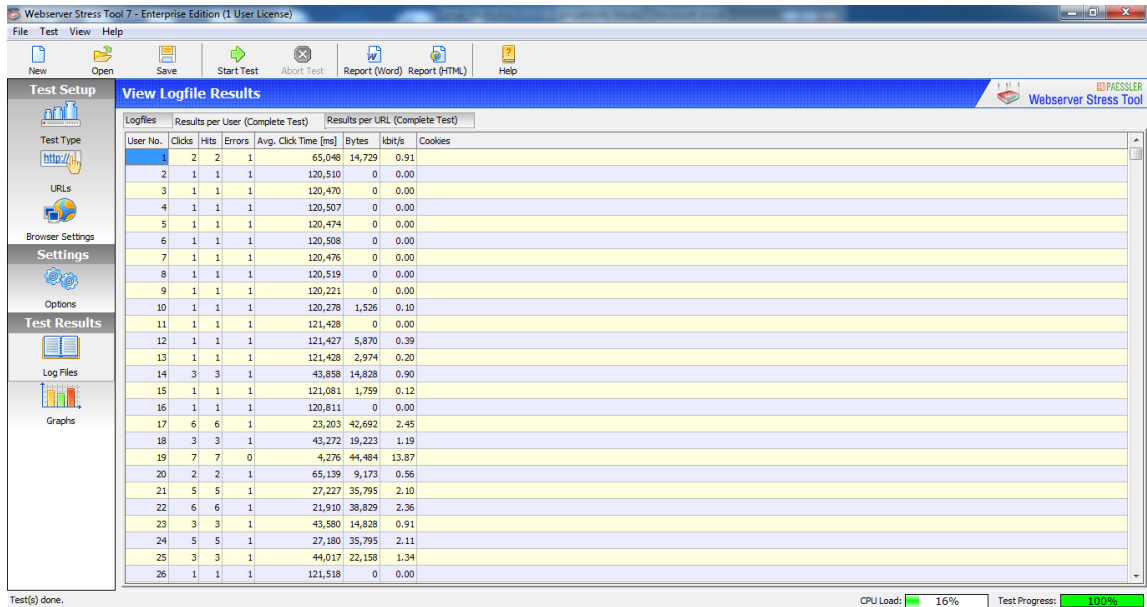 Webserver Stress Tool 7 - Enterprise Edition (1 User License)
File Test View Help
New Open Save Start Test Abort Test Report (Word) Report (HTML) Help
Test Setup
Test Type
http://
URLs
Browser Settings
Settings
Options
Test Results
Log Files
Graphs
View Logfile Results
PAESSLER
Webserver Stress Tool
Logfiles Results per User (Complete Test) Results per URL (Complete Test)
User No. Clicks Hits Errors Avg. Click Time [ms] Bytes kbit/s Cookies
1 2 2 1 65,048 14,729 0.91
2 1 1 1 120,510 0 0.00
3 1 1 1 120,470 0 0.00
4 1 1 1 120,507 0 0.00
5 1 1 1 120,474 0 0.00
6 1 1 1 120,508 0 0.00
7 1 1 1 120,476 0 0.00
8 1 1 1 120,519 0 0.00
9 1 1 1 120,221 0 0.00
10 1 1 1 120,278 1,526 0.10
11 1 1 1 121,428 0 0.00
12 1 1 1 121,427 5,870 0.39
13 1 1 1 121,428 2,974 0.20
14 3 3 1 43,858 14,828 0.90
15 1 1 1 121,081 1,759 0.12
16 1 1 1 120,811 0 0.00
17 6 6 1 23,203 42,692 2.45
18 3 3 1 43,272 19,223 1.19
19 7 7 0 4,276 44,484 13.87
20 2 2 1 65,139 9,173 0.56
21 5 5 1 27,227 35,795 2.10
22 6 6 1 21,910 38,829 2.36
23 3 3 1 43,580 14,828 0.91
24 5 5 1 27,180 35,795 2.11
25 3 3 1 44,017 22,158 1.34
26 1 1 1 121,518 0 0.00
Test(s) done.
CPU Load: 16% Test Progress: 100%